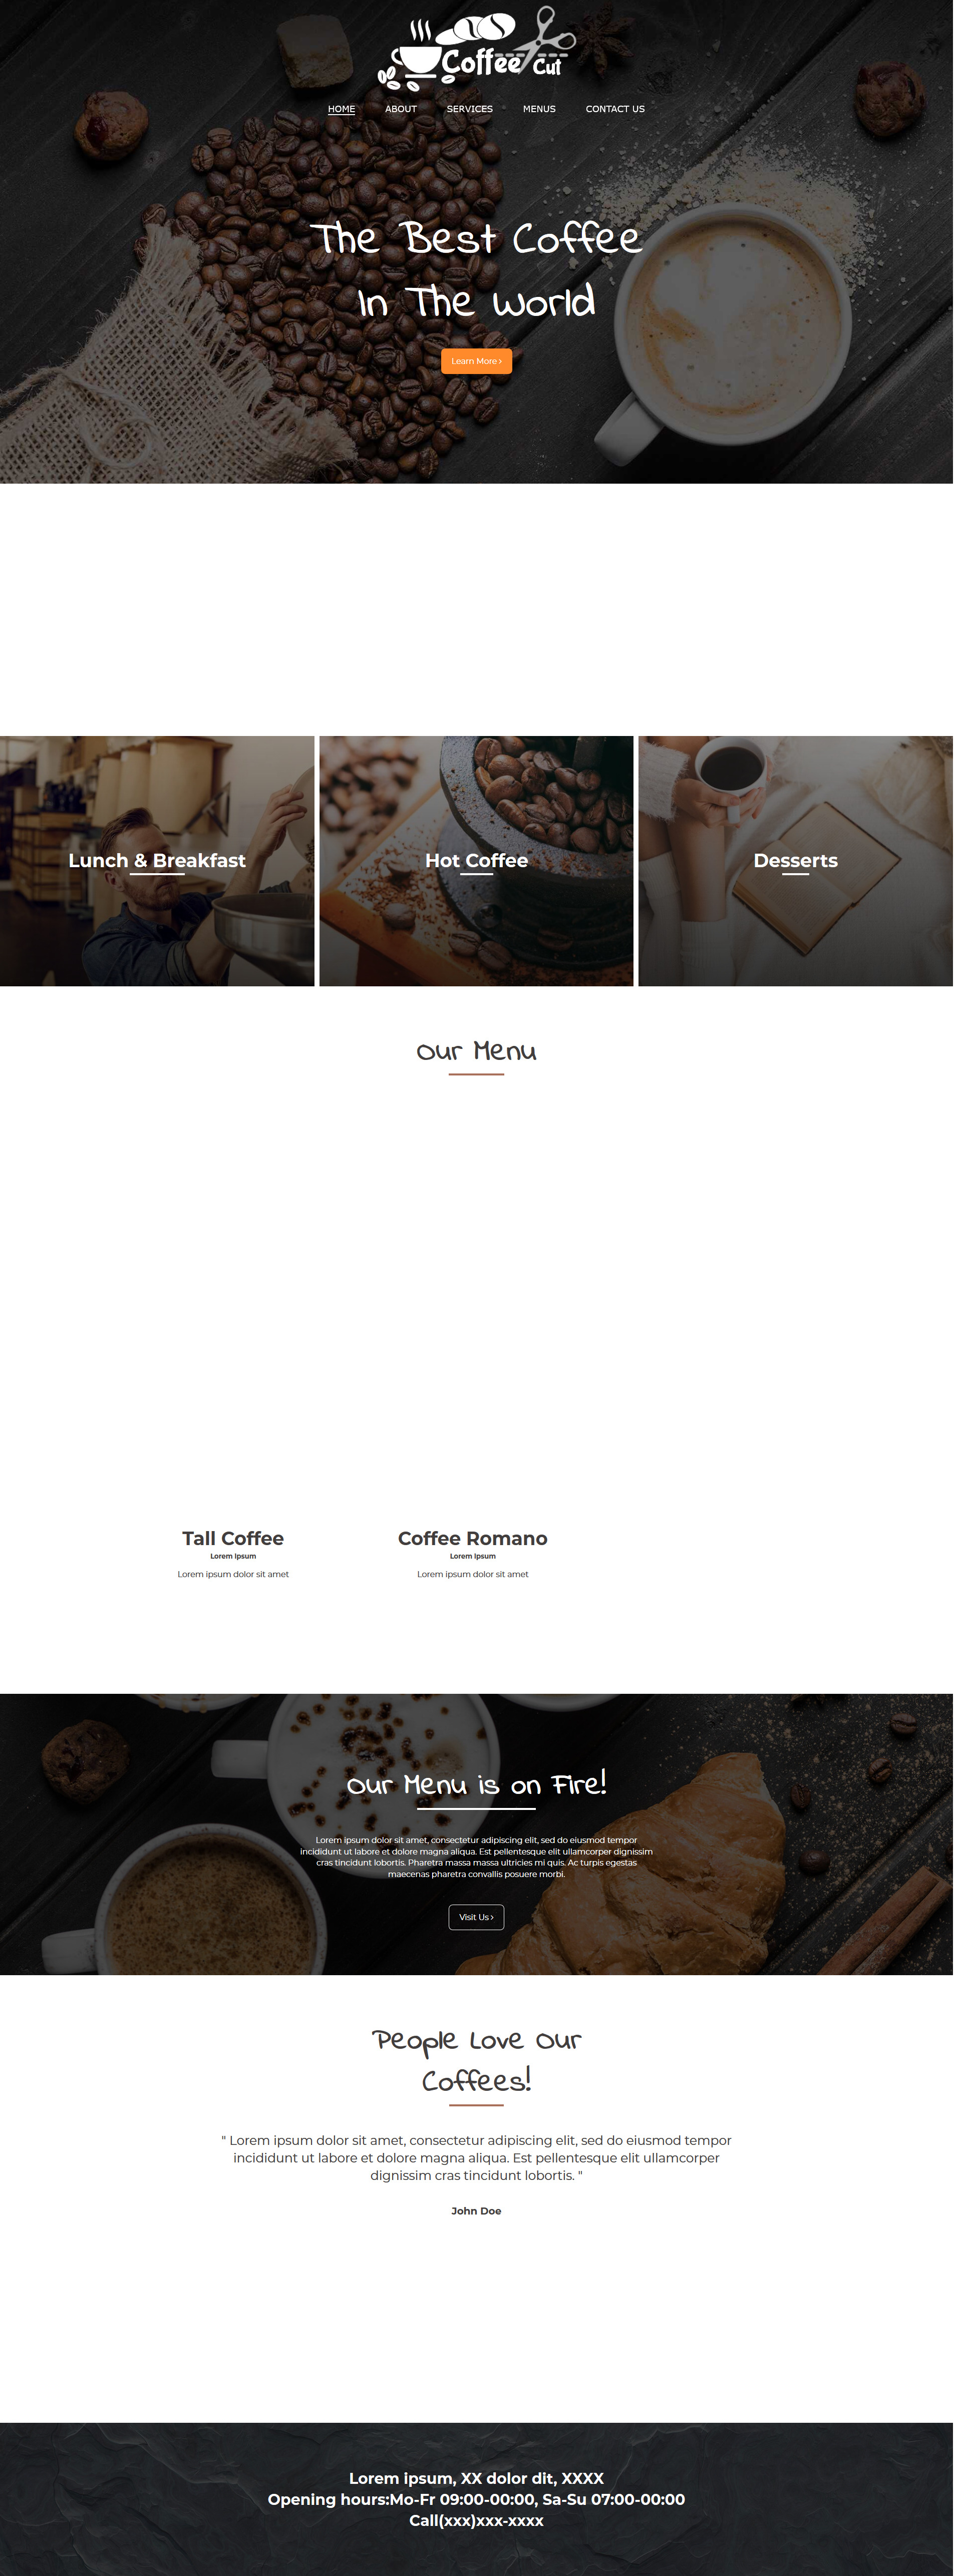 Coffee Cut
HOME ABOUT SERVICES MENUS CONTACT US
The Best Coffee
In The World
Learn More ›
Lunch & Breakfast
Hot Coffee
Desserts
Our Menu
Tall Coffee
Lorem Ipsum
Lorem ipsum dolor sit amet
Coffee Romano
Lorem Ipsum
Lorem ipsum dolor sit amet
Our Menu is on Fire!
Lorem ipsum dolor sit amet, consectetur adipiscing elit, sed do eiusmod tempor
incididunt ut labore et dolore magna aliqua. Est pellentesque elit ullamcorper dignissim
cras tincidunt lobortis. Pharetra massa massa ultricies mi quis. Ac turpis egestas
maecenas pharetra convallis posuere morbi.
Visit Us ›
People Love Our
Coffees!
" Lorem ipsum dolor sit amet, consectetur adipiscing elit, sed do eiusmod tempor
incididunt ut labore et dolore magna aliqua. Est pellentesque elit ullamcorper
dignissim cras tincidunt lobortis. "
John Doe
Lorem ipsum, XX dolor dit, XXXX
Opening hours:Mo-Fr 09:00-00:00, Sa-Su 07:00-00:00
Call(xxx)xxx-xxxx